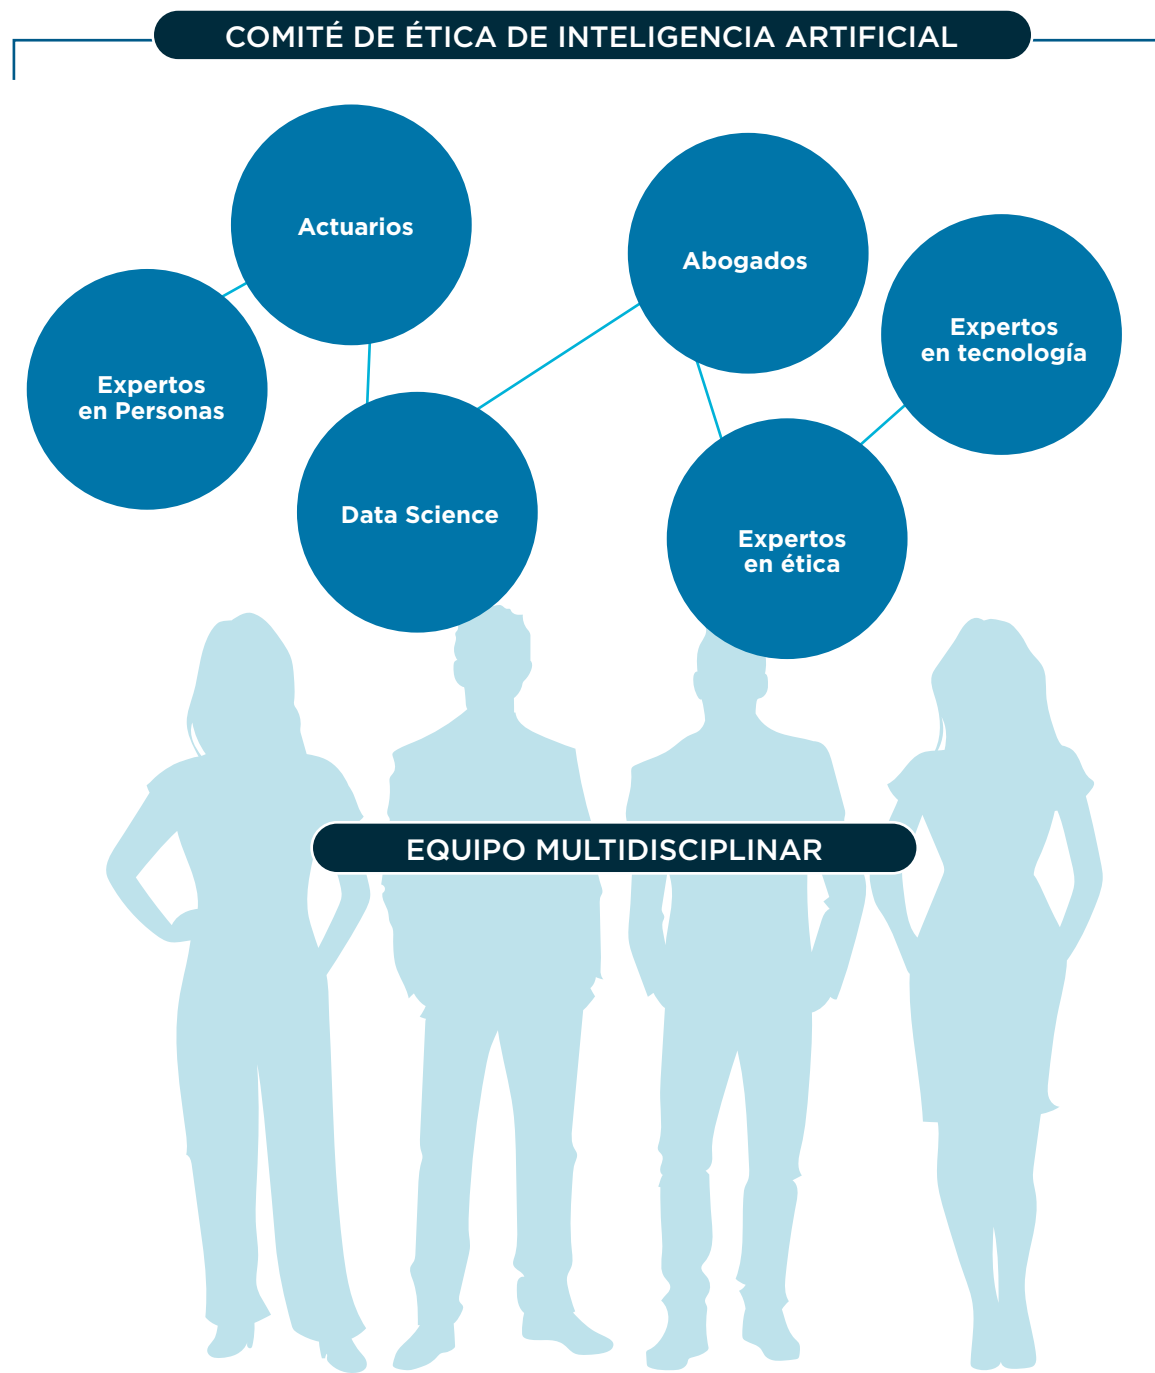 COMITÉ DE ÉTICA DE INTELIGENCIA ARTIFICIAL
Actuarios
Abogados
Expertos
en tecnología
Expertos
en Personas
Data Science
Expertos
en ética
EQUIPO MULTIDISCIPLINAR